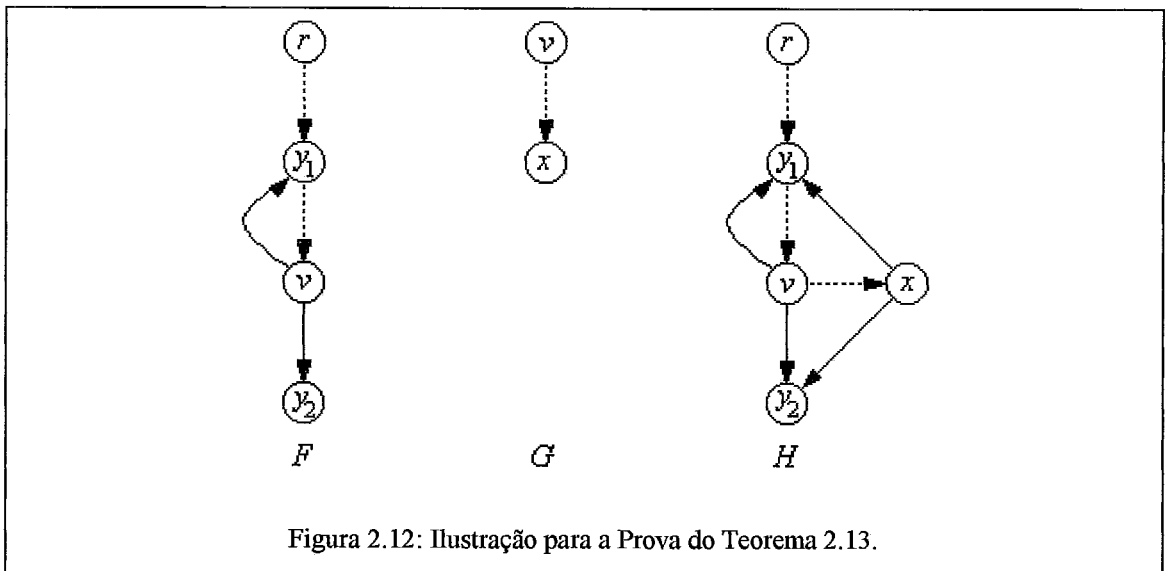 r v r
y1 x y1
v v x
y2 y2
F G H
Figura 2.12: Ilustração para a Prova do Teorema 2.13.